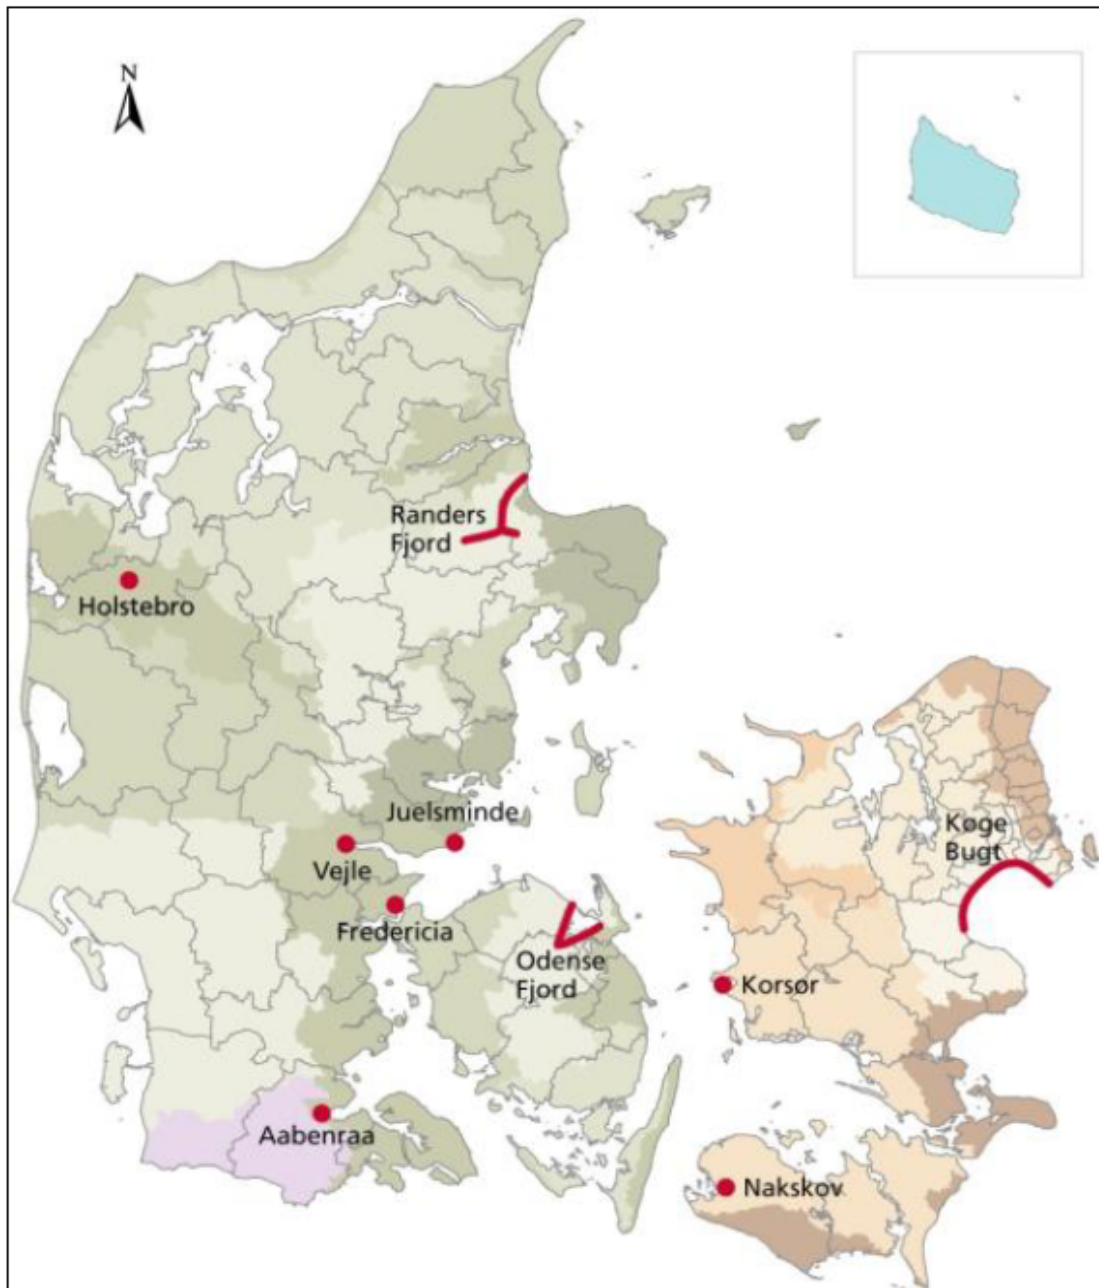 N
Randers
Fjord
Holstebro
Juelsminde
Køge
Bugt
Vejle
Fredericia
Odense
Fjord
Korsør
Aabenraa
Nakskov